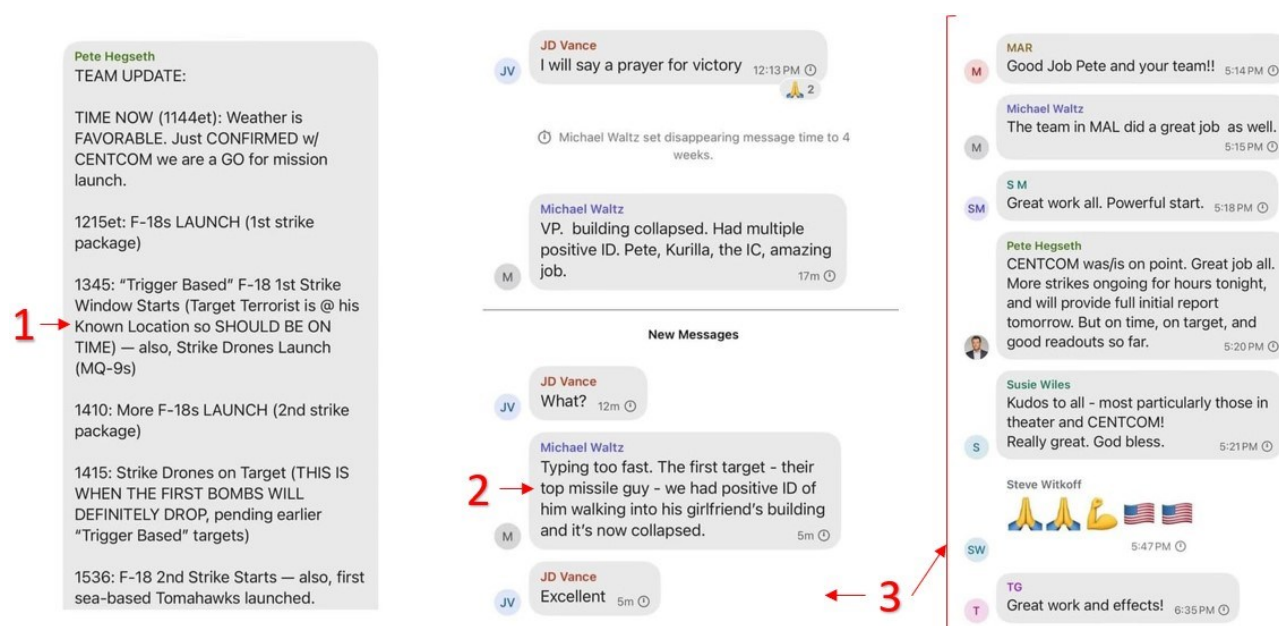 Pete Hegseth
TEAM UPDATE:
TIME NOW (1144et): Weather is
FAVORABLE. Just CONFIRMED w/
CENTCOM we are a GO for mission
launch.
1215et: F-18s LAUNCH (1st strike
package)
1345: “Trigger Based” F-18 1st Strike
Window Starts (Target Terrorist is @ his
Known Location so SHOULD BE ON
TIME) — also, Strike Drones Launch
(MQ-9s)
1410: More F-18s LAUNCH (2nd strike
package)
1415: Strike Drones on Target (THIS IS
WHEN THE FIRST BOMBS WILL
DEFINITELY DROP, pending earlier
“Trigger Based” targets)
1536: F-18 2nd Strike Starts — also, first
sea-based Tomahawks launched.
1
JD Vance
JV
I will say a prayer for victory 12:13 PM
🙏 2
Michael Waltz set disappearing message time to 4
weeks.
Michael Waltz
VP. building collapsed. Had multiple
positive ID. Pete, Kurilla, the IC, amazing
job.
M
17m
New Messages
JD Vance
JV
What? 12m
Michael Waltz
Typing too fast. The first target - their
top missile guy - we had positive ID of
him walking into his girlfriend’s building
and it’s now collapsed.
M
5m
2
JD Vance
JV
Excellent 5m
3
MAR
M
Good Job Pete and your team!! 5:14 PM
Michael Waltz
The team in MAL did a great job as well.
M
5:15 PM
S M
SM
Great work all. Powerful start. 5:18 PM
Pete Hegseth
CENTCOM was/is on point. Great job all.
More strikes ongoing for hours tonight,
and will provide full initial report
tomorrow. But on time, on target, and
good readouts so far. 5:20 PM
Susie Wiles
Kudos to all - most particularly those in
theater and CENTCOM!
Really great. God bless. 5:21 PM
S
Steve Witkoff
🙏🙏💪🇺🇸🇺🇸
SW
5:47 PM
TG
T
Great work and effects! 6:35 PM